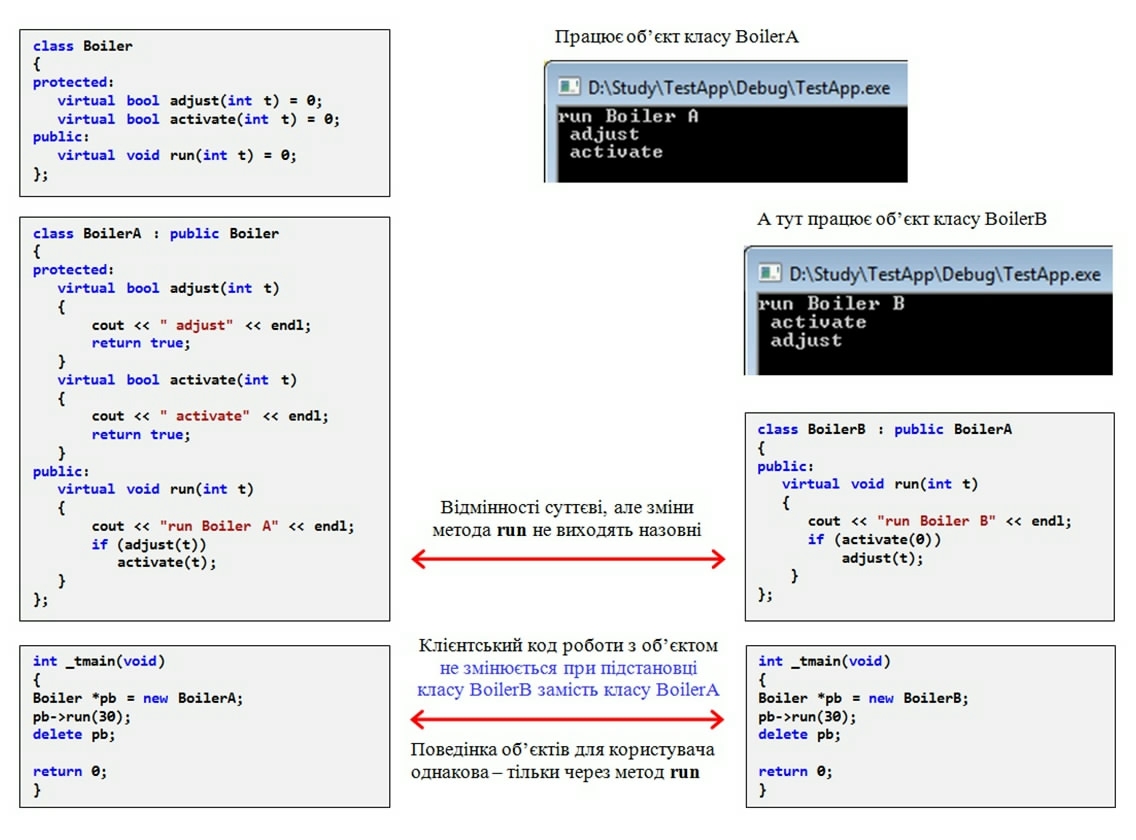 class Boiler
{
protected:
   virtual bool adjust(int t) = 0;
   virtual bool activate(int t) = 0;
public:
   virtual void run(int t) = 0;
};
Працює об’єкт класу BoilerA
D:\Study\TestApp\Debug\TestApp.exe
run Boiler A
 adjust
 activate
class BoilerA : public Boiler
{
protected:
   virtual bool adjust(int t)
   {
       cout << " adjust" << endl;
       return true;
   }
   virtual bool activate(int t)
   {
       cout << " activate" << endl;
       return true;
   }
public:
   virtual void run(int t)
   {
       cout << "run Boiler A" << endl;
       if (adjust(t))
          activate(t);
   }
};
А тут працює об’єкт класу BoilerB
D:\Study\TestApp\Debug\TestApp.exe
run Boiler B
 activate
 adjust
Відмінності суттєві, але зміни
метода run не виходять назовні
class BoilerB : public BoilerA
{
public:
   virtual void run(int t)
   {
      cout << "run Boiler B" << endl;
      if (activate(0))
          adjust(t);
    }
};
int _tmain(void)
{
Boiler *pb = new BoilerA;
pb->run(30);
delete pb;
return 0;
}
Клієнтський код роботи з об’єктом
не змінюється при підстановці
класу BoilerB замість класу BoilerA
Поведінка об’єктів для користувача
однакова – тільки через метод run
int _tmain(void)
{
Boiler *pb = new BoilerB;
pb->run(30);
delete pb;
return 0;
}